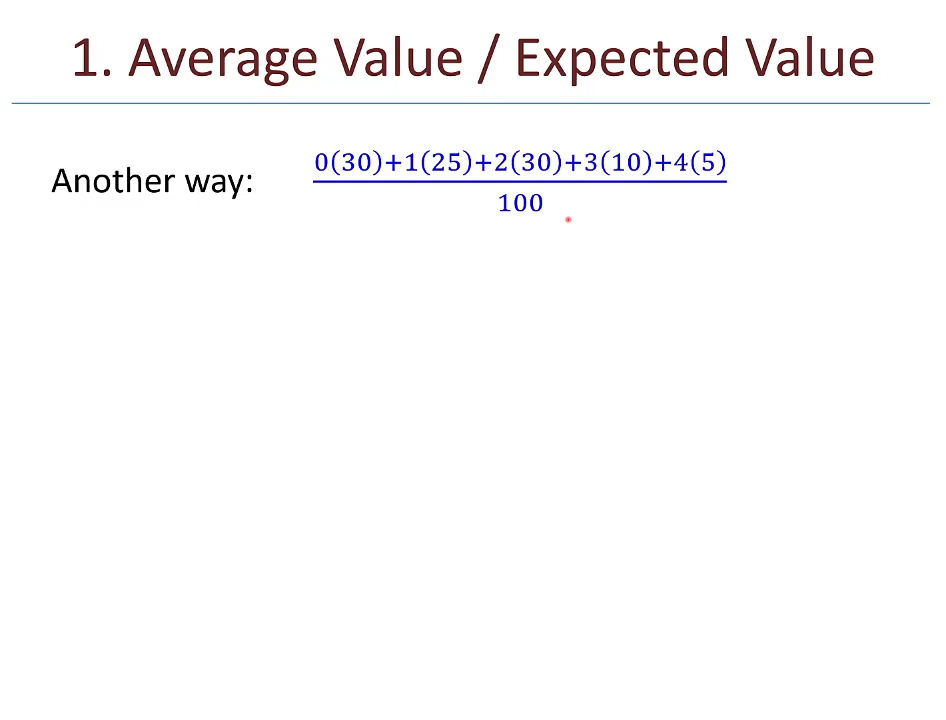 1. Average Value / Expected Value
Another way:
0(30)+1(25)+2(30)+3(10)+4(5)
100